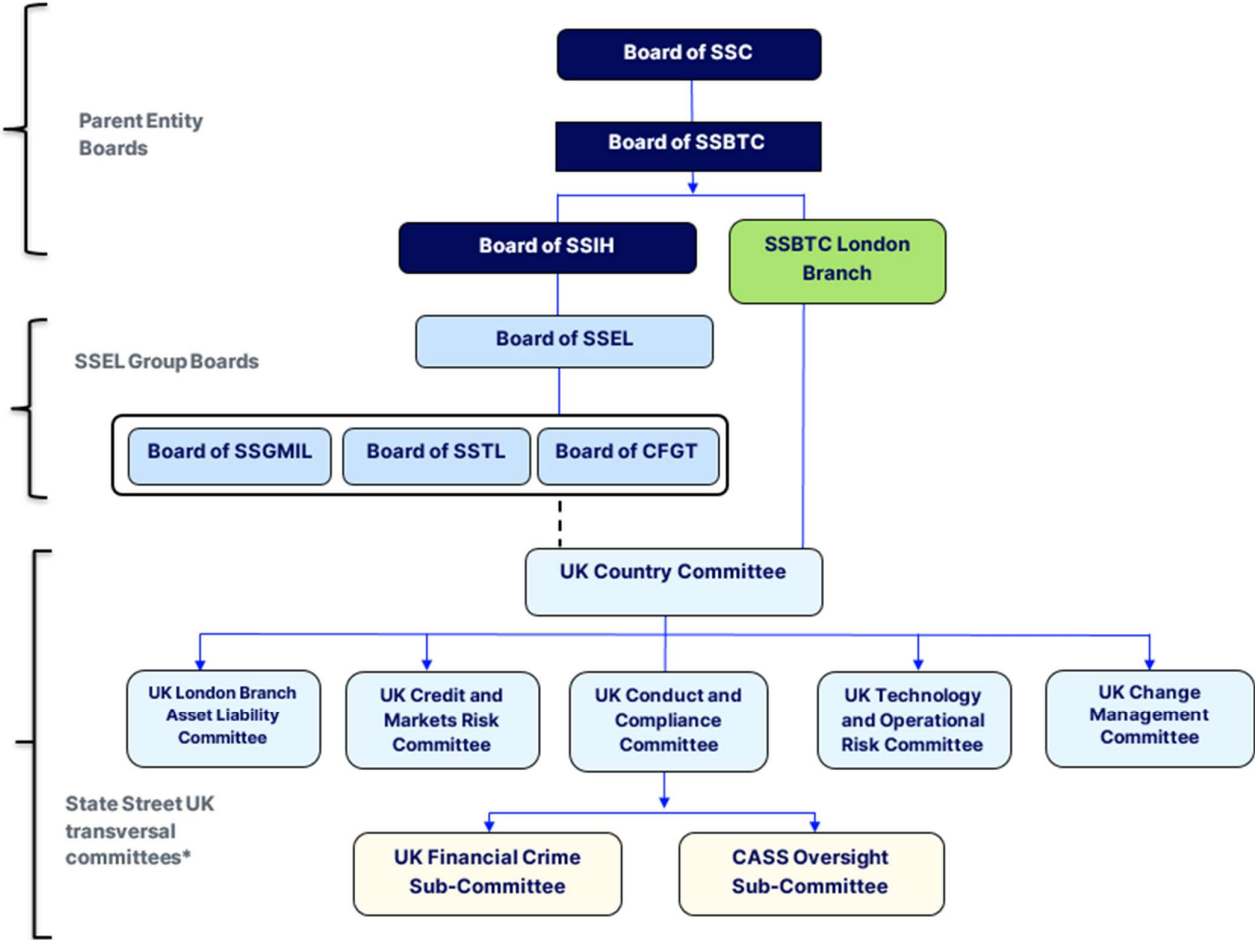 Board of SSC
Parent Entity
Boards
Board of SSBTC
Board of SSIH
SSBTC London
Branch
SSEL Group Boards
Board of SSEL
Board of SSGMIL
Board of SSTL
Board of CFGT
UK Country Committee
UK London Branch
Asset Liability
Committee
UK Credit and
Markets Risk
Committee
UK Conduct and
Compliance
Committee
UK Technology
and Operational
Risk Committee
UK Change
Management
Committee
State Street UK
transversal
committees*
UK Financial Crime
Sub-Committee
CASS Oversight
Sub-Committee